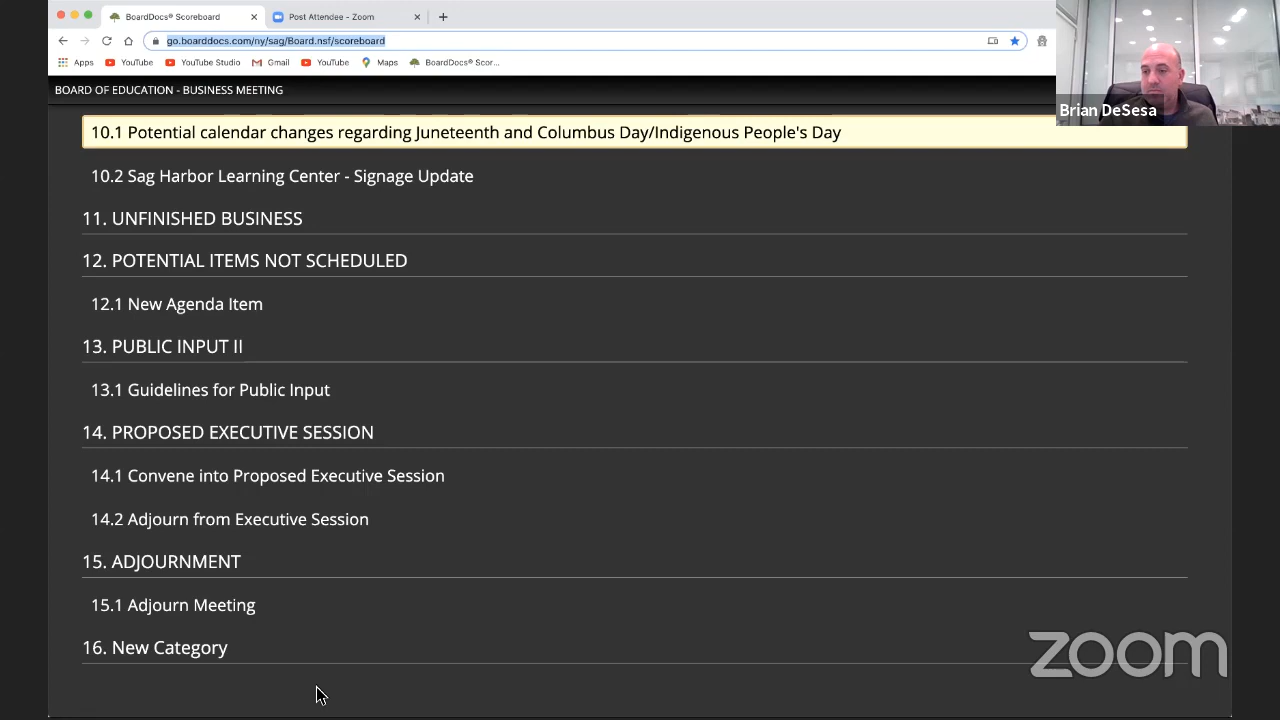 BoardDocs® Scoreboard
Post Attendee - Zoom
go.boarddocs.com/ny/sag/Board.nsf/scoreboard
Apps YouTube YouTube Studio Gmail YouTube Maps BoardDocs® Scor...
BOARD OF EDUCATION - BUSINESS MEETING
Brian DeSesa
10.1 Potential calendar changes regarding Juneteenth and Columbus Day/Indigenous People's Day
10.2 Sag Harbor Learning Center - Signage Update
11. UNFINISHED BUSINESS
12. POTENTIAL ITEMS NOT SCHEDULED
12.1 New Agenda Item
13. PUBLIC INPUT II
13.1 Guidelines for Public Input
14. PROPOSED EXECUTIVE SESSION
14.1 Convene into Proposed Executive Session
14.2 Adjourn from Executive Session
15. ADJOURNMENT
15.1 Adjourn Meeting
16. New Category
zoom